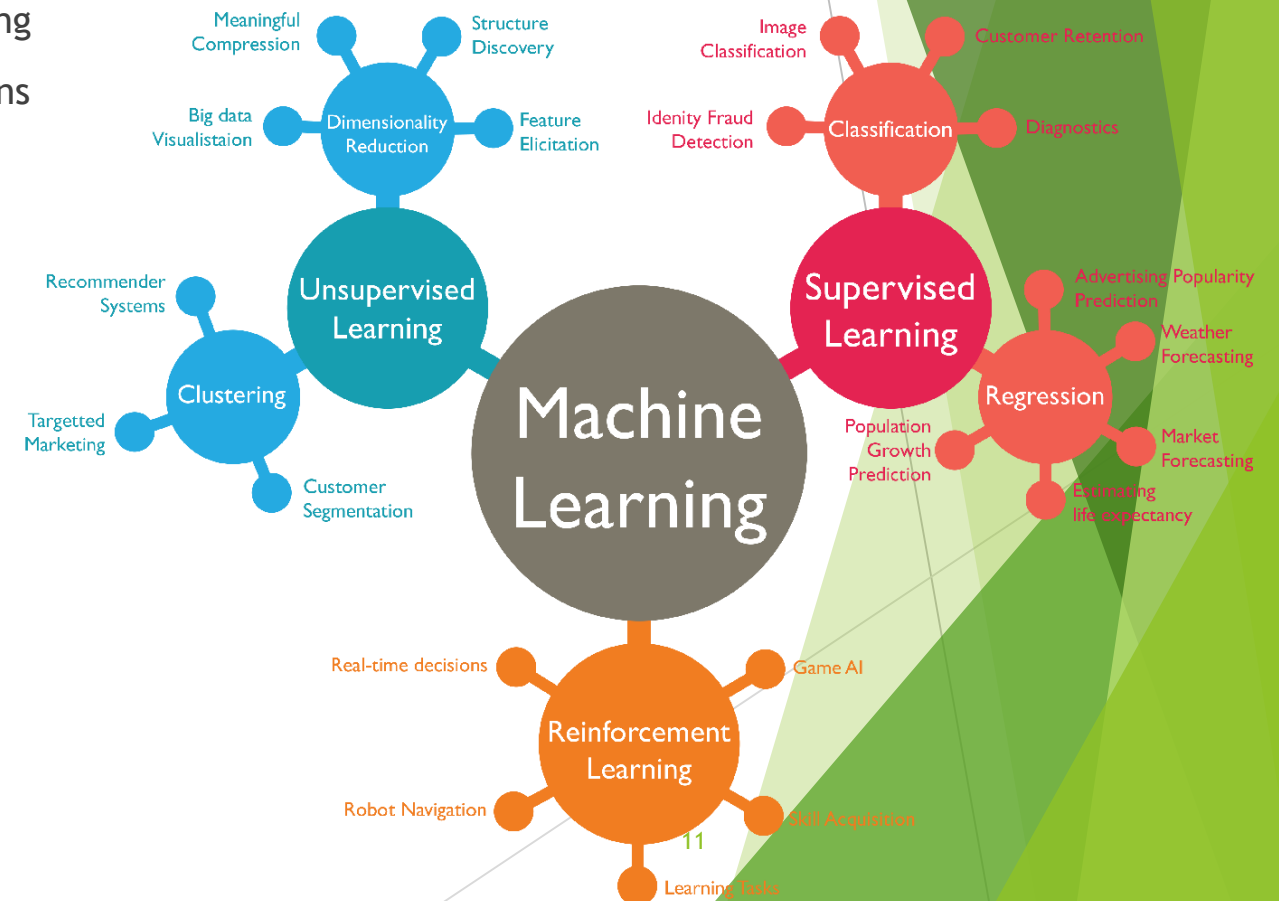 ng
ms
Meaningful
Compression
Structure
Discovery
Big data
Visualistaion
Dimensionality
Reduction
Feature
Elicitation
Image
Classification
Customer Retention
Idenity Fraud
Detection
Classification
Diagnostics
Unsupervised
Learning
Supervised
Learning
Recommender
Systems
Clustering
Targetted
Marketing
Customer
Segmentation
Machine
Learning
Advertising Popularity
Prediction
Weather
Forecasting
Regression
Population
Growth
Prediction
Market
Forecasting
Estimating
life expectancy
Real-time decisions
Game AI
Reinforcement
Learning
Robot Navigation
Skill Acquisition
11
Learning Tasks